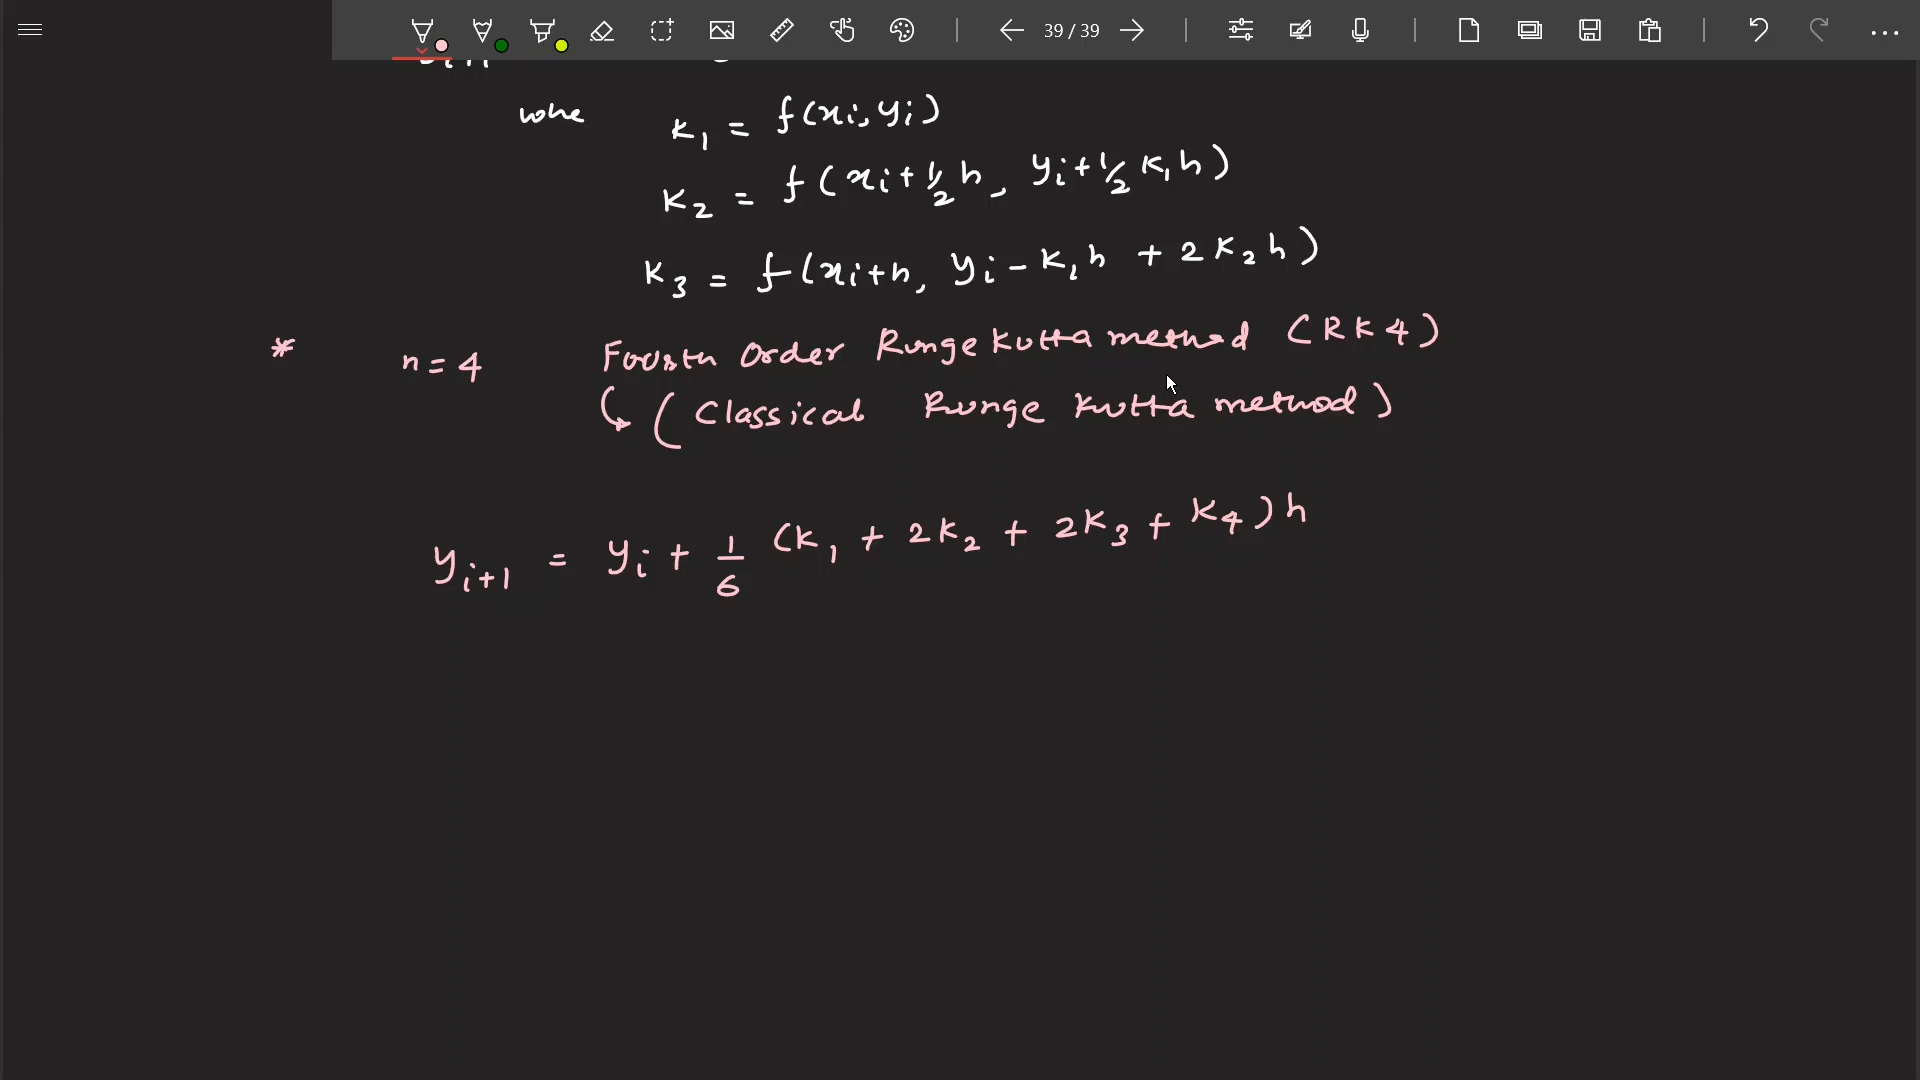 39 / 39
whe K₁ = f(xi, yi)
K₂ = f(xi+½h, yi+½K₁h)
K₃ = f(xi+h, yi-K₁h + 2K₂h)
* n=4 Fourth Order Runge Kutta method (RK4)
(Classical Runge Kutta method)
yi+1 = yi + 1/6 (K₁ + 2K₂ + 2K₃ + K₄)h